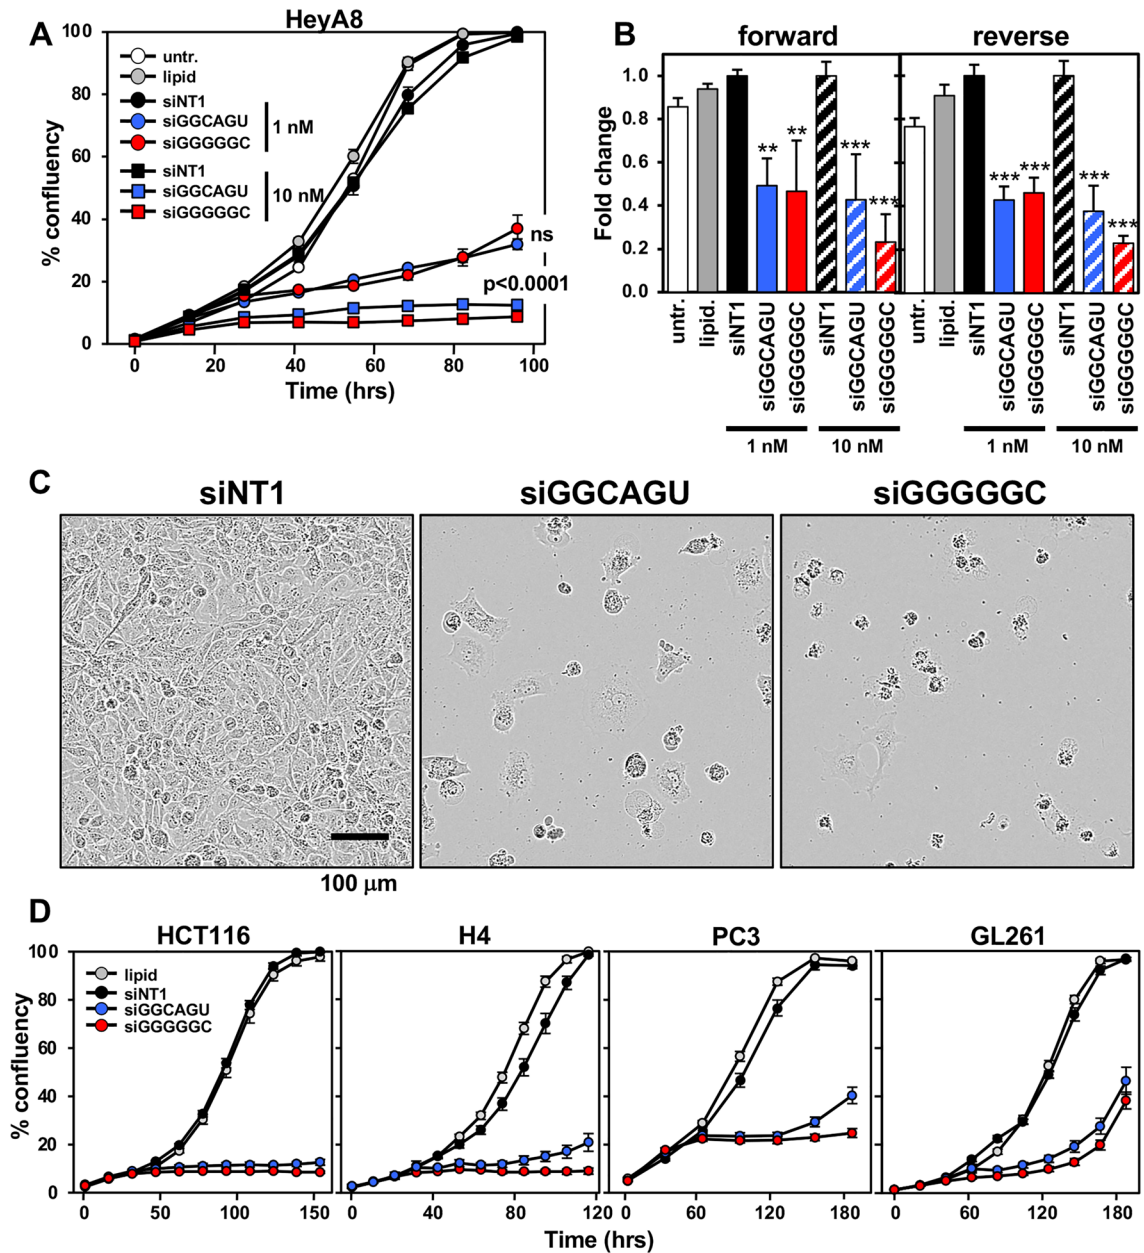 A
HeyA8
% confluency
100
80
60
40
20
0
untr.
lipid
siNT1
siGGCAGU
siGGGGGC
1 nM
siNT1
siGGCAGU
siGGGGGC
10 nM
ns
p<0.0001
0 20 40 60 80 100
Time (hrs)
B
forward reverse
Fold change
1.0
0.8
0.6
0.4
0.2
0.0
** ** *** ***
*** *** *** ***
untr. lipid. siNT1 siGGCAGU siGGGGGC siNT1 siGGCAGU siGGGGGC
untr. lipid. siNT1 siGGCAGU siGGGGGC siNT1 siGGCAGU siGGGGGC
1 nM 10 nM 1 nM 10 nM
C
siNT1 siGGCAGU siGGGGGC
100 μm
D
HCT116 H4 PC3 GL261
% confluency
100
80
60
40
20
0
lipid
siNT1
siGGCAGU
siGGGGGC
0 50 100 150 0 40 80 120 0 60 120 180 0 60 120 180
Time (hrs)